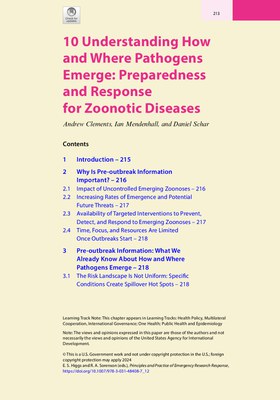 213
10 Understanding How
and Where Pathogens
Emerge: Preparedness
and Response
for Zoonotic Diseases
Andrew Clements, Ian Mendenhall, and Daniel Schar
Contents
1 Introduction – 215
2 Why Is Pre-outbreak Information
Important? – 216
2.1 Impact of Uncontrolled Emerging Zoonoses – 216
2.2 Increasing Rates of Emergence and Potential
Future Threats – 217
2.3 Availability of Targeted Interventions to Prevent,
Detect, and Respond to Emerging Zoonoses – 217
2.4 Time, Focus, and Resources Are Limited
Once Outbreaks Start – 218
3 Pre-outbreak Information: What We
Already Know About How and Where
Pathogens Emerge – 218
3.1 The Risk Landscape Is Not Uniform: Specific
Conditions Create Spillover Hot Spots – 218
Learning Track Note: This chapter appears in Learning Tracks: Health Policy, Multilateral
Cooperation, International Governance; One Health; Public Health and Epidemiology
Note: The views and opinions expressed in this paper are those of the authors and not
necessarily the views and opinions of the United States Agency for International
Development.
© This is a U.S. Government work and not under copyright protection in the U.S.; foreign
copyright protection may apply 2024
E. S. Higgs and R. A. Sorenson (eds.), Principles and Practice of Emergency Research Response,
https://doi.org/10.1007/978-3-031-48408-7_12